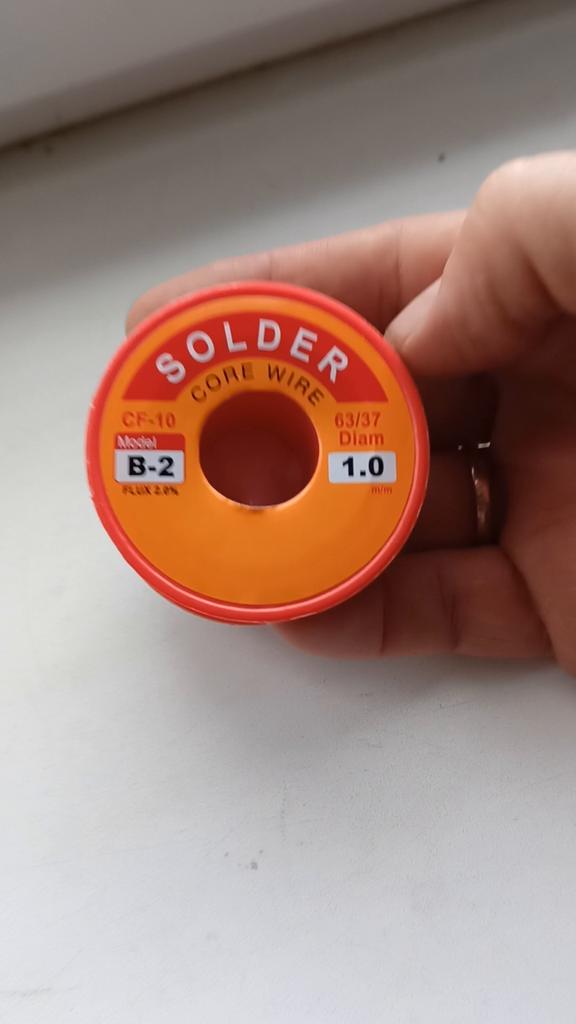 SOLDER
CORE WIRE
CF-10
63/37
Model
Diam
B-2
1.0
FLUX 2.0%
m/m